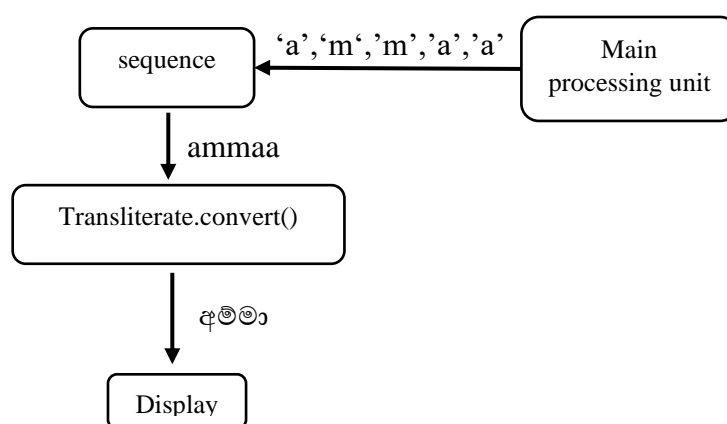 ‘a’,‘m‘,’m’,’a’,’a’
Main
processing unit
sequence
ammaa
Transliterate.convert()
අම්මා
Display